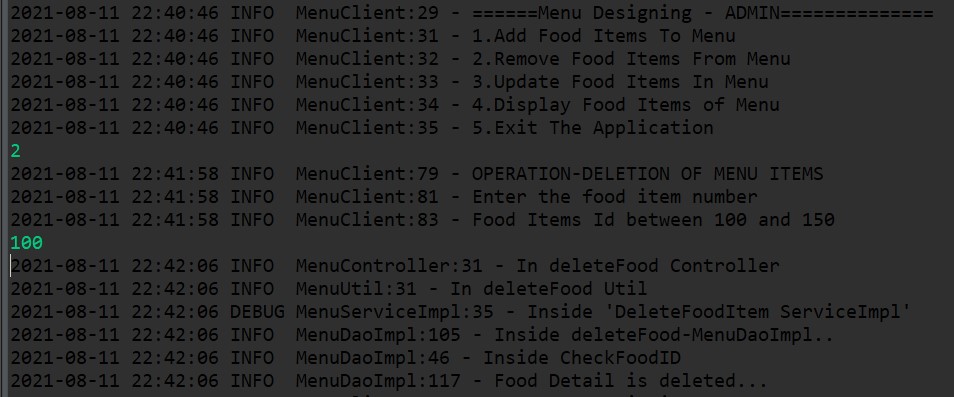 2021-08-11 22:40:46 INFO  MenuClient:29 - ======Menu Designing - ADMIN==============
2021-08-11 22:40:46 INFO  MenuClient:31 - 1.Add Food Items To Menu
2021-08-11 22:40:46 INFO  MenuClient:32 - 2.Remove Food Items From Menu
2021-08-11 22:40:46 INFO  MenuClient:33 - 3.Update Food Items In Menu
2021-08-11 22:40:46 INFO  MenuClient:34 - 4.Display Food Items of Menu
2021-08-11 22:40:46 INFO  MenuClient:35 - 5.Exit The Application
2
2021-08-11 22:41:58 INFO  MenuClient:79 - OPERATION-DELETION OF MENU ITEMS
2021-08-11 22:41:58 INFO  MenuClient:81 - Enter the food item number
2021-08-11 22:41:58 INFO  MenuClient:83 - Food Items Id between 100 and 150
100
2021-08-11 22:42:06 INFO  MenuController:31 - In deleteFood Controller
2021-08-11 22:42:06 INFO  MenuUtil:31 - In deleteFood Util
2021-08-11 22:42:06 DEBUG MenuServiceImpl:35 - Inside 'DeleteFoodItem ServiceImpl'
2021-08-11 22:42:06 INFO  MenuDaoImpl:105 - Inside deleteFood-MenuDaoImpl..
2021-08-11 22:42:06 INFO  MenuDaoImpl:46 - Inside CheckFoodID
2021-08-11 22:42:06 INFO  MenuDaoImpl:117 - Food Detail is deleted...